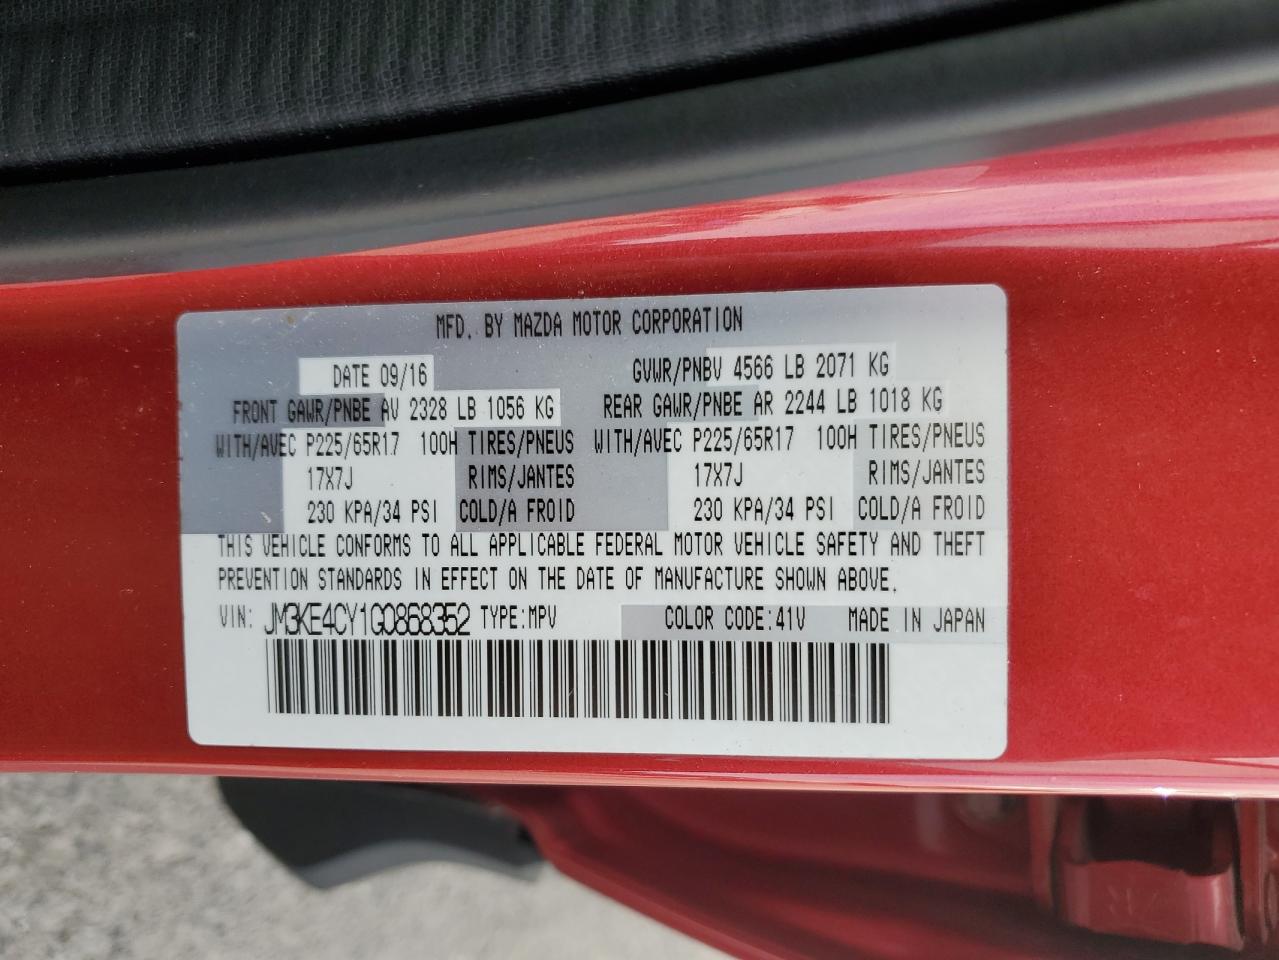 MFD. BY MAZDA MOTOR CORPORATION
DATE 09/16 GVWR/PNBV 4566 LB 2071 KG
FRONT GAWR/PNBE AV 2328 LB 1056 KG REAR GAWR/PNBE AR 2244 LB 1018 KG
WITH/AVEC P225/65R17 100H TIRES/PNEUS WITH/AVEC P225/65R17 100H TIRES/PNEUS
17X7J RIMS/JANTES 17X7J RIMS/JANTES
230 KPA/34 PSI COLD/A FROID 230 KPA/34 PSI COLD/A FROID
THIS VEHICLE CONFORMS TO ALL APPLICABLE FEDERAL MOTOR VEHICLE SAFETY AND THEFT
PREVENTION STANDARDS IN EFFECT ON THE DATE OF MANUFACTURE SHOWN ABOVE.
VIN: JM3KE4CY1G0868352 TYPE:MPV COLOR CODE:41V MADE IN JAPAN